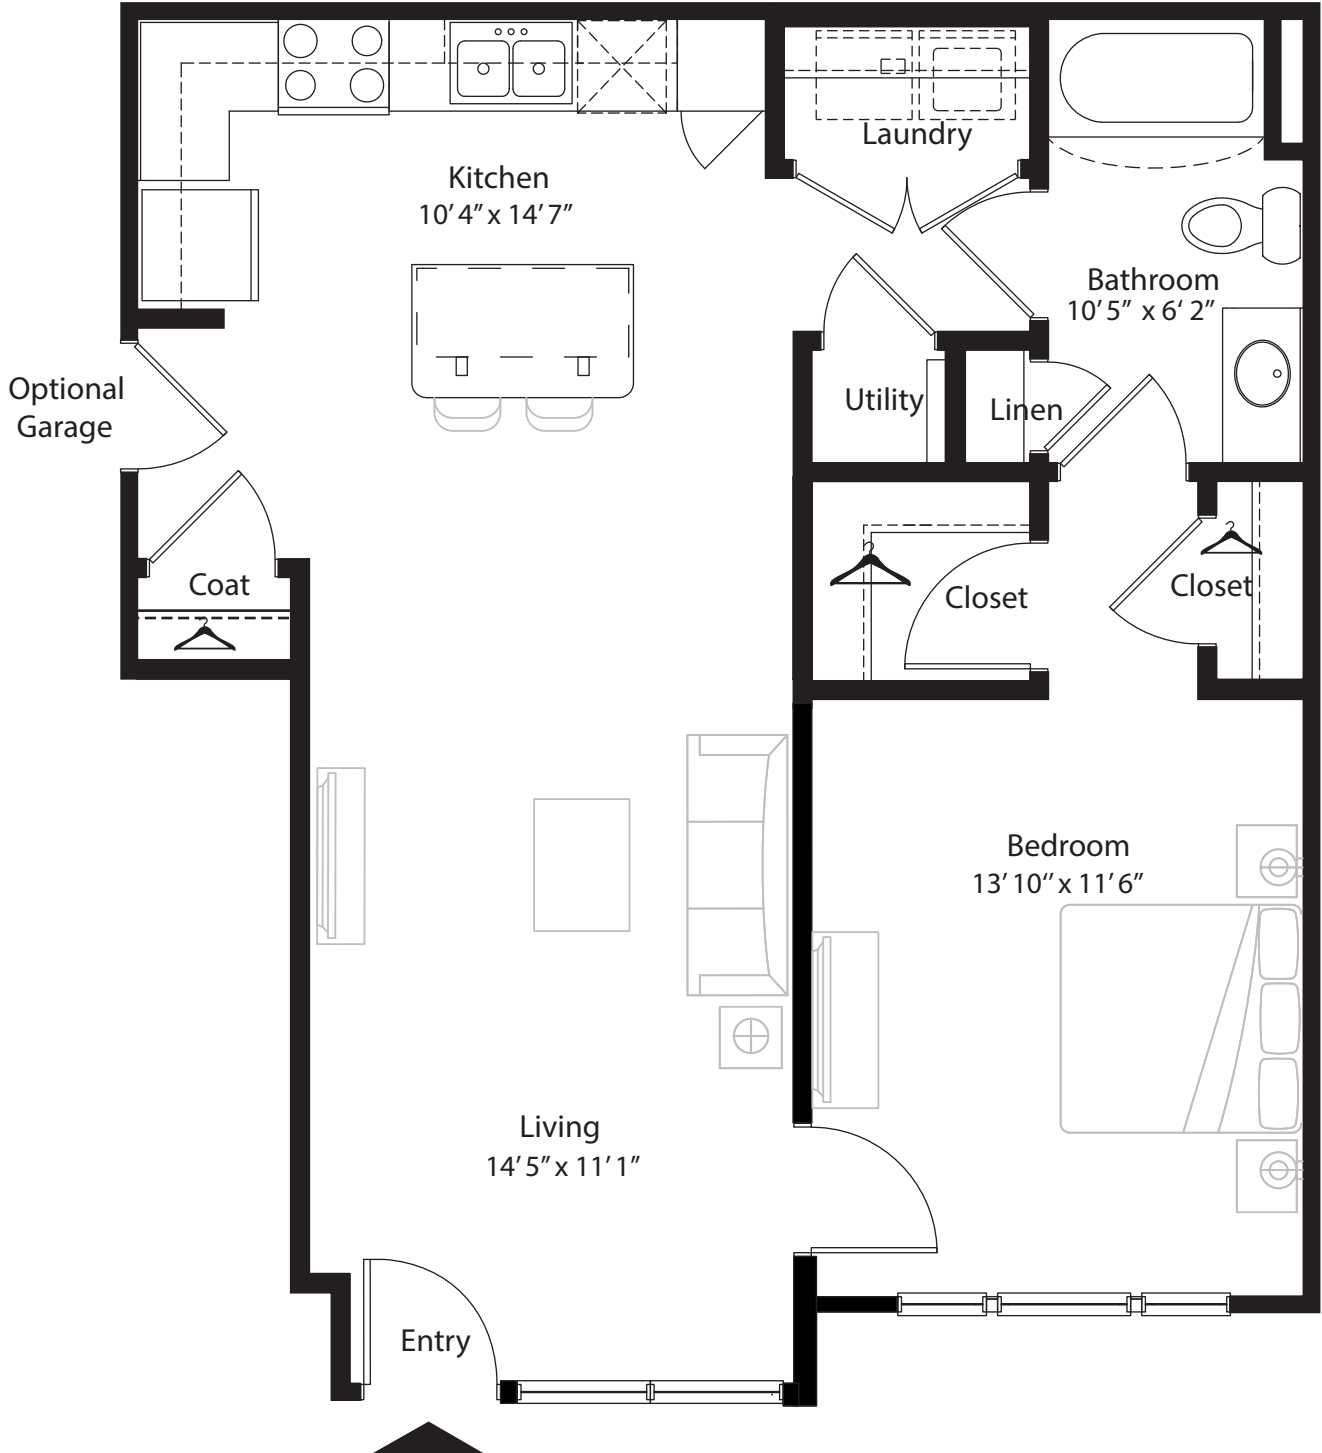 Laundry
Kitchen
10’ 4” x 14’ 7”
Bathroom
10’ 5” x 6‘ 2”
Optional
Garage
Utility
Linen
Coat
Closet
Closet
Bedroom
13’ 10” x 11’ 6”
Living
14’ 5” x 11’ 1”
Entry